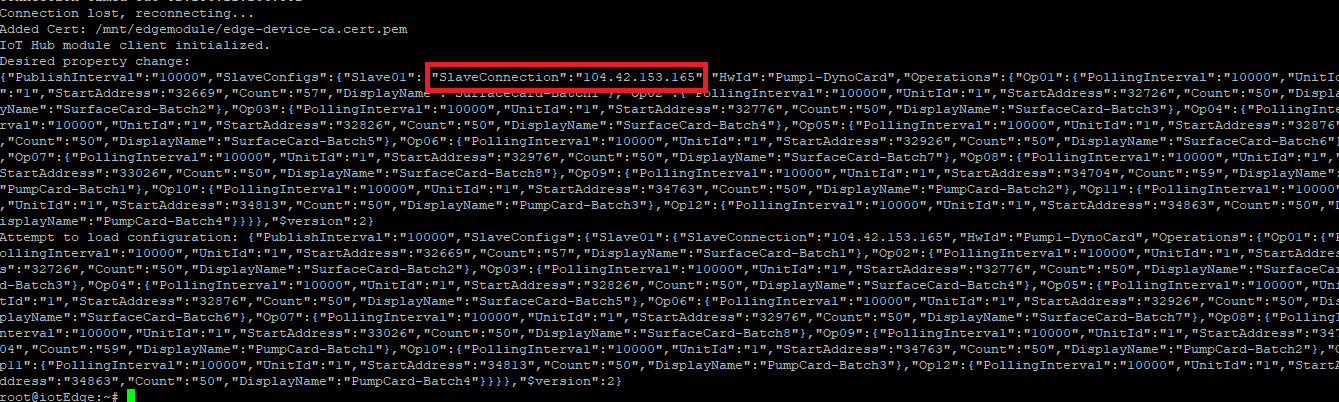 Connection lost, reconnecting...
Added Cert: /mnt/edgemodule/edge-device-ca.cert.pem
IoT Hub module client initialized.
Desired property change:
{"PublishInterval":"10000","SlaveConfigs":{"Slave01": "SlaveConnection":"104.42.153.165" "HwId":"Pump1-DynoCard","Operations":{"Op01":{"PollingInterval":"10000","UnitId
":"1","StartAddress":"32669","Count":"57","DisplayName":"SurfaceCard-Batch1"},"Op02":{"PollingInterval":"10000","UnitId":"1","StartAddress":"32726","Count":"50","Displa
yName":"SurfaceCard-Batch2"},"Op03":{"PollingInterval":"10000","UnitId":"1","StartAddress":"32776","Count":"50","DisplayName":"SurfaceCard-Batch3"},"Op04":{"PollingInte
rval":"10000","UnitId":"1","StartAddress":"32826","Count":"50","DisplayName":"SurfaceCard-Batch4"},"Op05":{"PollingInterval":"10000","UnitId":"1","StartAddress":"32876"
,"Count":"50","DisplayName":"SurfaceCard-Batch5"},"Op06":{"PollingInterval":"10000","UnitId":"1","StartAddress":"32926","Count":"50","DisplayName":"SurfaceCard-Batch6"}
,"Op07":{"PollingInterval":"10000","UnitId":"1","StartAddress":"32976","Count":"50","DisplayName":"SurfaceCard-Batch7"},"Op08":{"PollingInterval":"10000","UnitId":"1",
StartAddress":"33026","Count":"50","DisplayName":"SurfaceCard-Batch8"},"Op09":{"PollingInterval":"10000","UnitId":"1","StartAddress":"34704","Count":"59","DisplayName":
"PumpCard-Batch1"},"Op10":{"PollingInterval":"10000","UnitId":"1","StartAddress":"34763","Count":"50","DisplayName":"PumpCard-Batch2"},"Op11":{"PollingInterval":"10000"
,"UnitId":"1","StartAddress":"34813","Count":"50","DisplayName":"PumpCard-Batch3"},"Op12":{"PollingInterval":"10000","UnitId":"1","StartAddress":"34863","Count":"50","D
isplayName":"PumpCard-Batch4"}}}},"$version":2}
Attempt to load configuration: {"PublishInterval":"10000","SlaveConfigs":{"Slave01":{"SlaveConnection":"104.42.153.165","HwId":"Pump1-DynoCard","Operations":{"Op01":{"P
ollingInterval":"10000","UnitId":"1","StartAddress":"32669","Count":"57","DisplayName":"SurfaceCard-Batch1"},"Op02":{"PollingInterval":"10000","UnitId":"1","StartAddres
s":"32726","Count":"50","DisplayName":"SurfaceCard-Batch2"},"Op03":{"PollingInterval":"10000","UnitId":"1","StartAddress":"32776","Count":"50","DisplayName":"SurfaceCar
d-Batch3"},"Op04":{"PollingInterval":"10000","UnitId":"1","StartAddress":"32826","Count":"50","DisplayName":"SurfaceCard-Batch4"},"Op05":{"PollingInterval":"10000","Uni
tId":"1","StartAddress":"32876","Count":"50","DisplayName":"SurfaceCard-Batch5"},"Op06":{"PollingInterval":"10000","UnitId":"1","StartAddress":"32926","Count":"50","Dis
playName":"SurfaceCard-Batch6"},"Op07":{"PollingInterval":"10000","UnitId":"1","StartAddress":"32976","Count":"50","DisplayName":"SurfaceCard-Batch7"},"Op08":{"PollingI
nterval":"10000","UnitId":"1","StartAddress":"33026","Count":"50","DisplayName":"SurfaceCard-Batch8"},"Op09":{"PollingInterval":"10000","UnitId":"1","StartAddress":"347
04","Count":"59","DisplayName":"PumpCard-Batch1"},"Op10":{"PollingInterval":"10000","UnitId":"1","StartAddress":"34763","Count":"50","DisplayName":"PumpCard-Batch2"},"O
p11":{"PollingInterval":"10000","UnitId":"1","StartAddress":"34813","Count":"50","DisplayName":"PumpCard-Batch3"},"Op12":{"PollingInterval":"10000","UnitId":"1","StartA
ddress":"34863","Count":"50","DisplayName":"PumpCard-Batch4"}}}},"$version":2}
root@iotEdge:~#